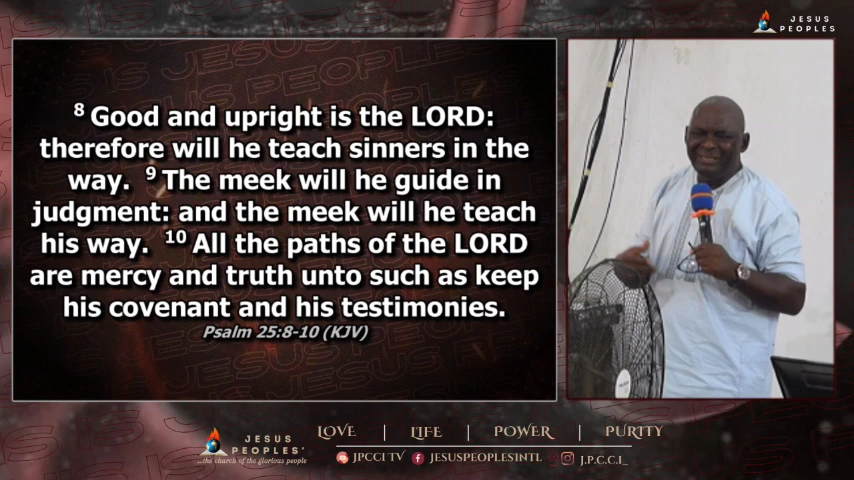 JESUS
PEOPLES
⁸ Good and upright is the LORD:
therefore will he teach sinners in the
way. ⁹ The meek will he guide in
judgment: and the meek will he teach
his way. ¹⁰ All the paths of the LORD
are mercy and truth unto such as keep
his covenant and his testimonies.
Psalm 25:8-10 (KJV)
JESUS
PEOPLES'
...the church of the glorious people
LOVE | LIFE | POWER | PURITY
JPCCI TV JESUSPEOPLESINTL J.P.C.C.I_